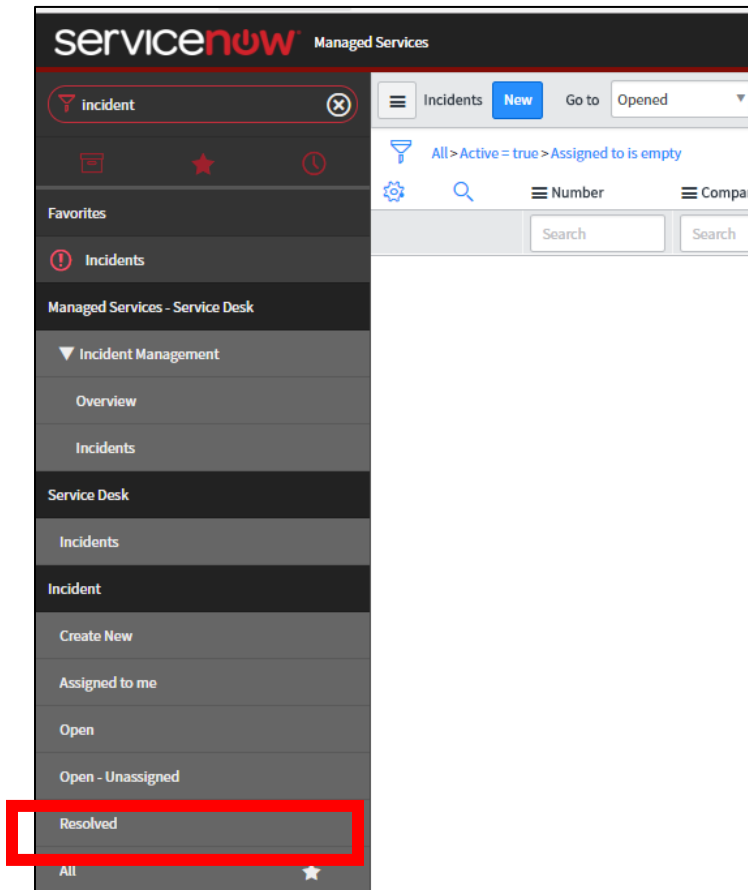 servicenow Managed Services
incident
Incidents New Go to Opened
All > Active = true > Assigned to is empty
Number Compar
Search Search
Favorites
Incidents
Managed Services - Service Desk
Incident Management
Overview
Incidents
Service Desk
Incidents
Incident
Create New
Assigned to me
Open
Open - Unassigned
Resolved
All